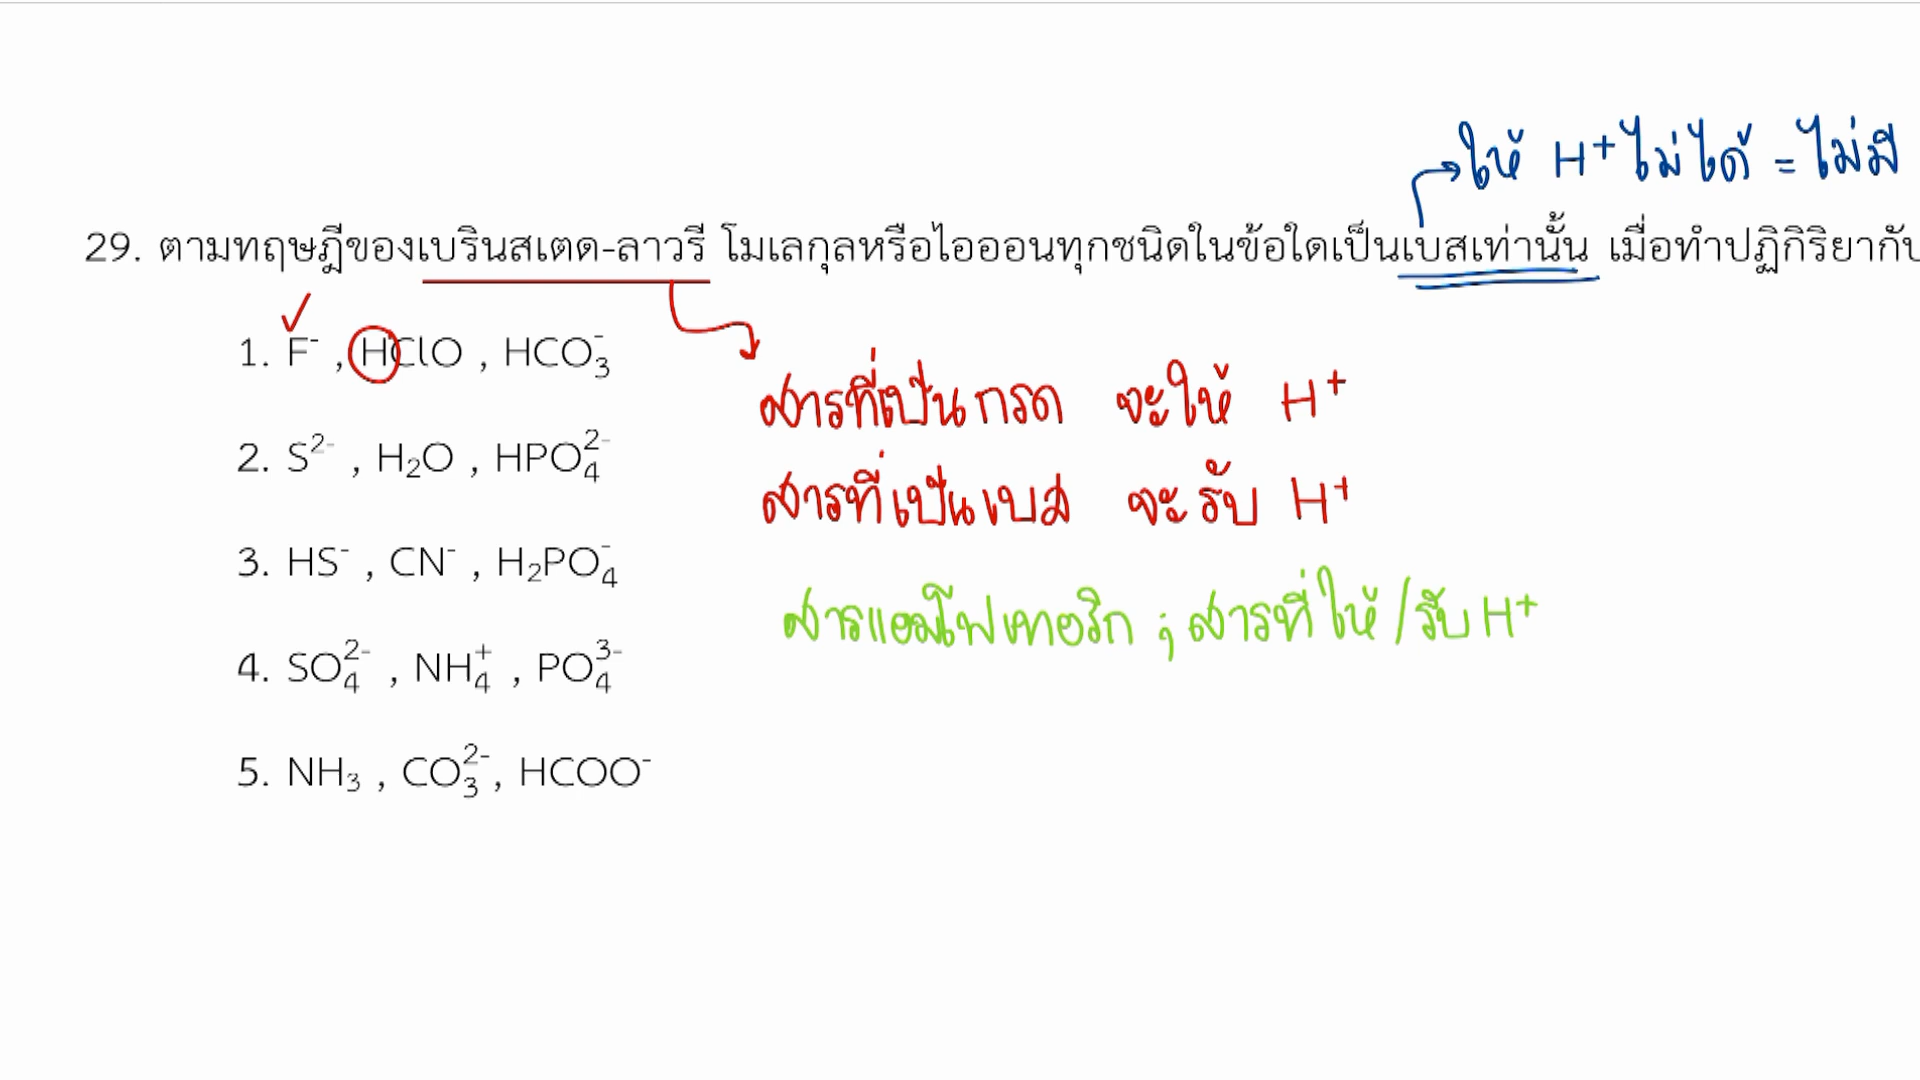 ให้ H⁺ ไม่ได้ = ไม่มี
29. ตามทฤษฎีของเบรินสเตด-ลาวรี โมเลกุลหรือไอออนทุกชนิดในข้อใดเป็นเบสเท่านั้น เมื่อทำปฏิกิริยากับ
1. F⁻ , HClO , HCO₃⁻
สารที่เป็นกรด จะให้ H⁺
2. S²⁻ , H₂O , HPO₄²⁻
สารที่เป็นเบส จะรับ H⁺
3. HS⁻ , CN⁻ , H₂PO₄⁻
สารแอมโฟเทอริก ; สารที่ให้/รับ H⁺
4. SO₄²⁻ , NH₄⁺ , PO₄³⁻
5. NH₃ , CO₃²⁻, HCOO⁻